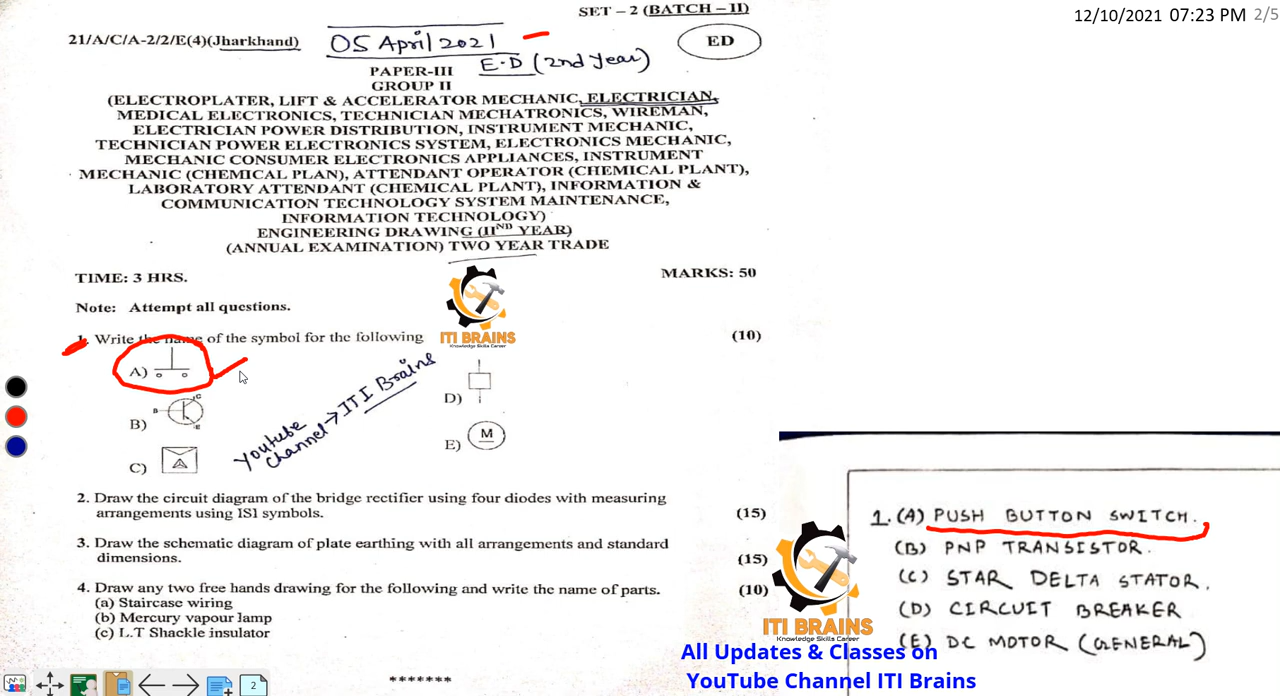 SET – 2 (BATCH – II)
12/10/2021 07:23 PM 2/5
21/A/C/A-2/2/E(4)(Jharkhand)
05 April 2021
ED
E.D (2nd Year)
PAPER-III
GROUP II
(ELECTROPLATER, LIFT & ACCELERATOR MECHANIC, ELECTRICIAN,
MEDICAL ELECTRONICS, TECHNICIAN MECHATRONICS, WIREMAN,
ELECTRICIAN POWER DISTRIBUTION, INSTRUMENT MECHANIC,
TECHNICIAN POWER ELECTRONICS SYSTEM, ELECTRONICS MECHANIC,
MECHANIC CONSUMER ELECTRONICS APPLIANCES, INSTRUMENT
MECHANIC (CHEMICAL PLAN), ATTENDANT OPERATOR (CHEMICAL PLANT),
LABORATORY ATTENDANT (CHEMICAL PLANT), INFORMATION &
COMMUNICATION TECHNOLOGY SYSTEM MAINTENANCE,
INFORMATION TECHNOLOGY)
ENGINEERING DRAWING (IIND YEAR)
(ANNUAL EXAMINATION) TWO YEAR TRADE
TIME: 3 HRS.
MARKS: 50
Note: Attempt all questions.
1. Write the name of the symbol for the following
(10)
ITI BRAINS
Knowledge Skills Career
A)
B)
C)
D)
E)
M
Youtube
channel → ITI Brains
2. Draw the circuit diagram of the bridge rectifier using four diodes with measuring
arrangements using ISI symbols.
(15)
3. Draw the schematic diagram of plate earthing with all arrangements and standard
dimensions.
(15)
4. Draw any two free hands drawing for the following and write the name of parts.
(10)
(a) Staircase wiring
(b) Mercury vapour lamp
(c) L.T Shackle insulator
*******
1. (A) PUSH BUTTON SWITCH.
(B) PNP TRANSISTOR.
(C) STAR DELTA STATOR.
(D) CIRCUIT BREAKER
(E) DC MOTOR (GENERAL)
ITI BRAINS
Knowledge Skills Career
All Updates & Classes on
YouTube Channel ITI Brains
2